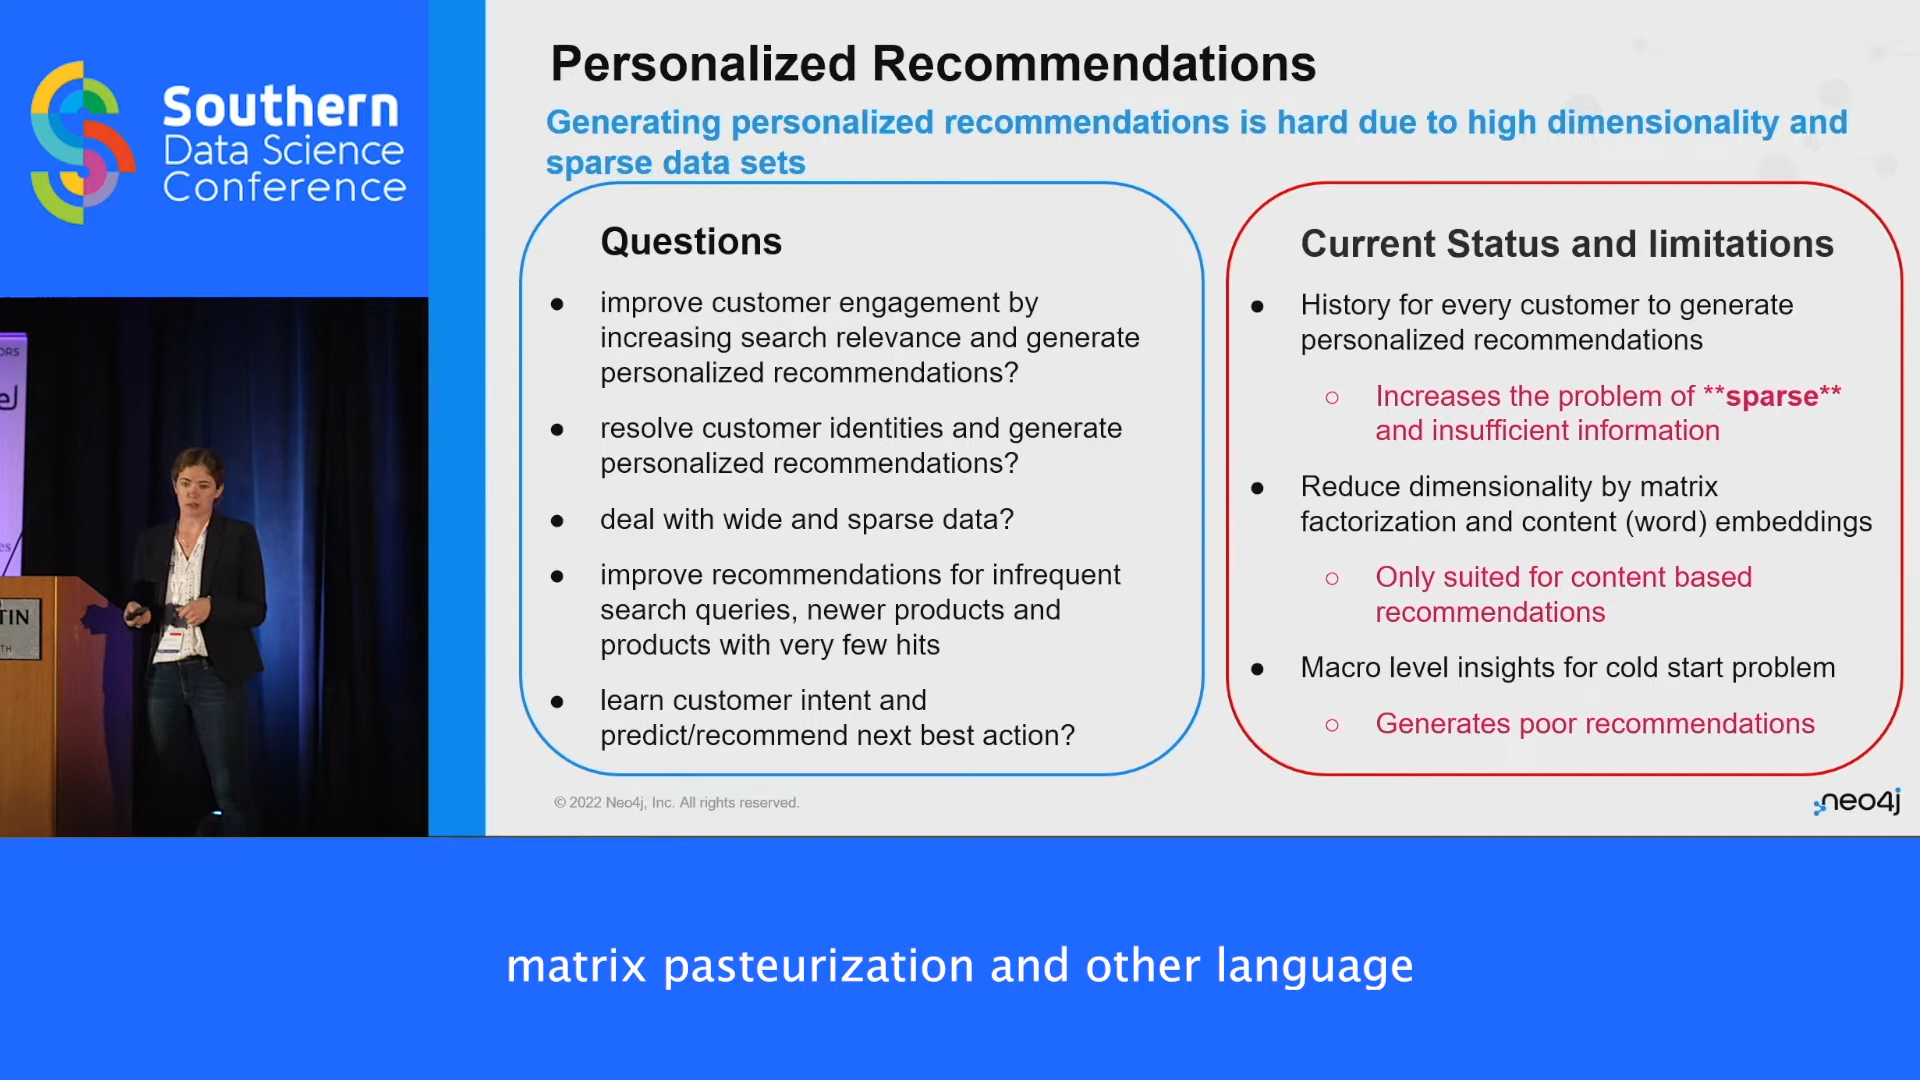 Southern
Data Science
Conference
Personalized Recommendations
Generating personalized recommendations is hard due to high dimensionality and
sparse data sets
Questions
● improve customer engagement by
increasing search relevance and generate
personalized recommendations?
● resolve customer identities and generate
personalized recommendations?
● deal with wide and sparse data?
● improve recommendations for infrequent
search queries, newer products and
products with very few hits
● learn customer intent and
predict/recommend next best action?
Current Status and limitations
● History for every customer to generate
personalized recommendations
○ Increases the problem of **sparse**
and insufficient information
● Reduce dimensionality by matrix
factorization and content (word) embeddings
○ Only suited for content based
recommendations
● Macro level insights for cold start problem
○ Generates poor recommendations
© 2022 Neo4j, Inc. All rights reserved.
neo4j
ORS
TIN
TH
matrix pasteurization and other language